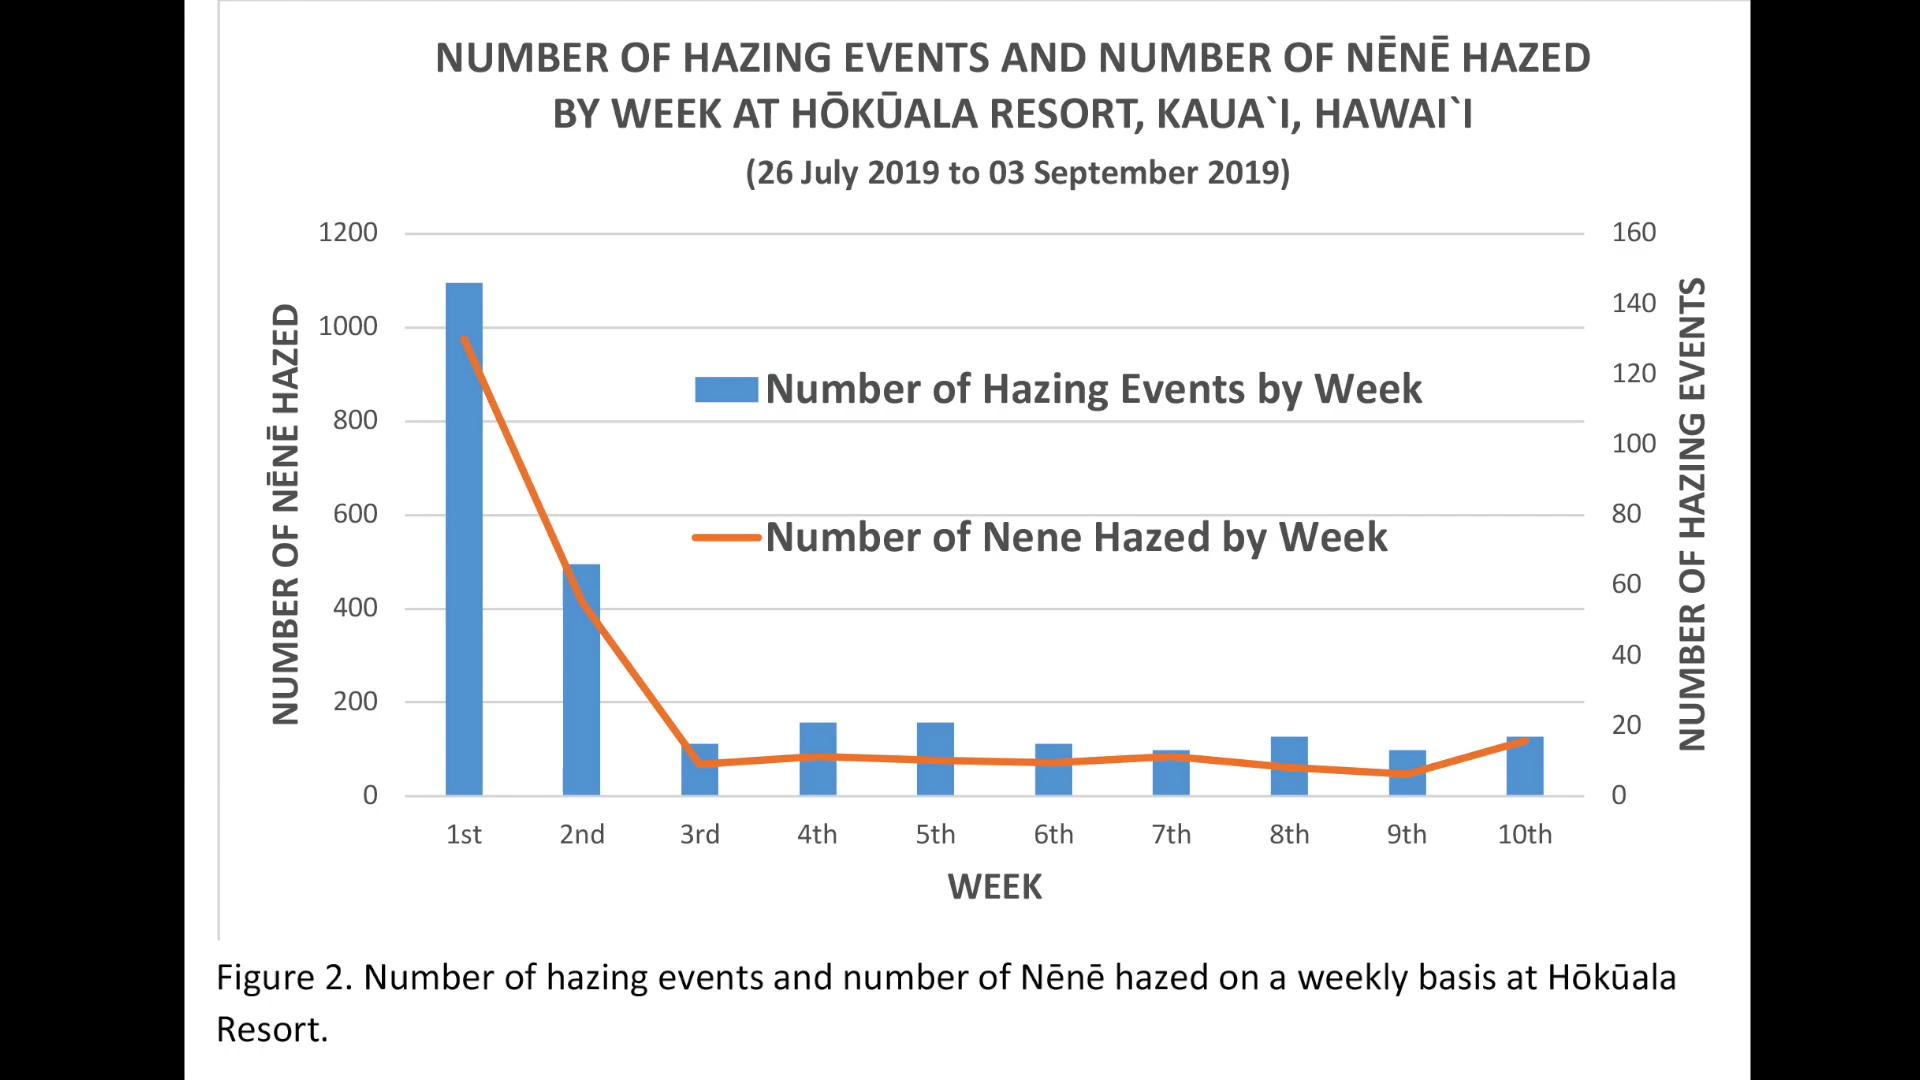 NUMBER OF HAZING EVENTS AND NUMBER OF NĒNĒ HAZED
BY WEEK AT HŌKŪALA RESORT, KAUA`I, HAWAI`I
(26 July 2019 to 03 September 2019)
NUMBER OF NĒNĒ HAZED
1200
1000
800
600
400
200
0
Number of Hazing Events by Week
Number of Nene Hazed by Week
160
140
120
100
80
60
40
20
0
NUMBER OF HAZING EVENTS
1st 2nd 3rd 4th 5th 6th 7th 8th 9th 10th
WEEK
Figure 2. Number of hazing events and number of Nēnē hazed on a weekly basis at Hōkūala
Resort.